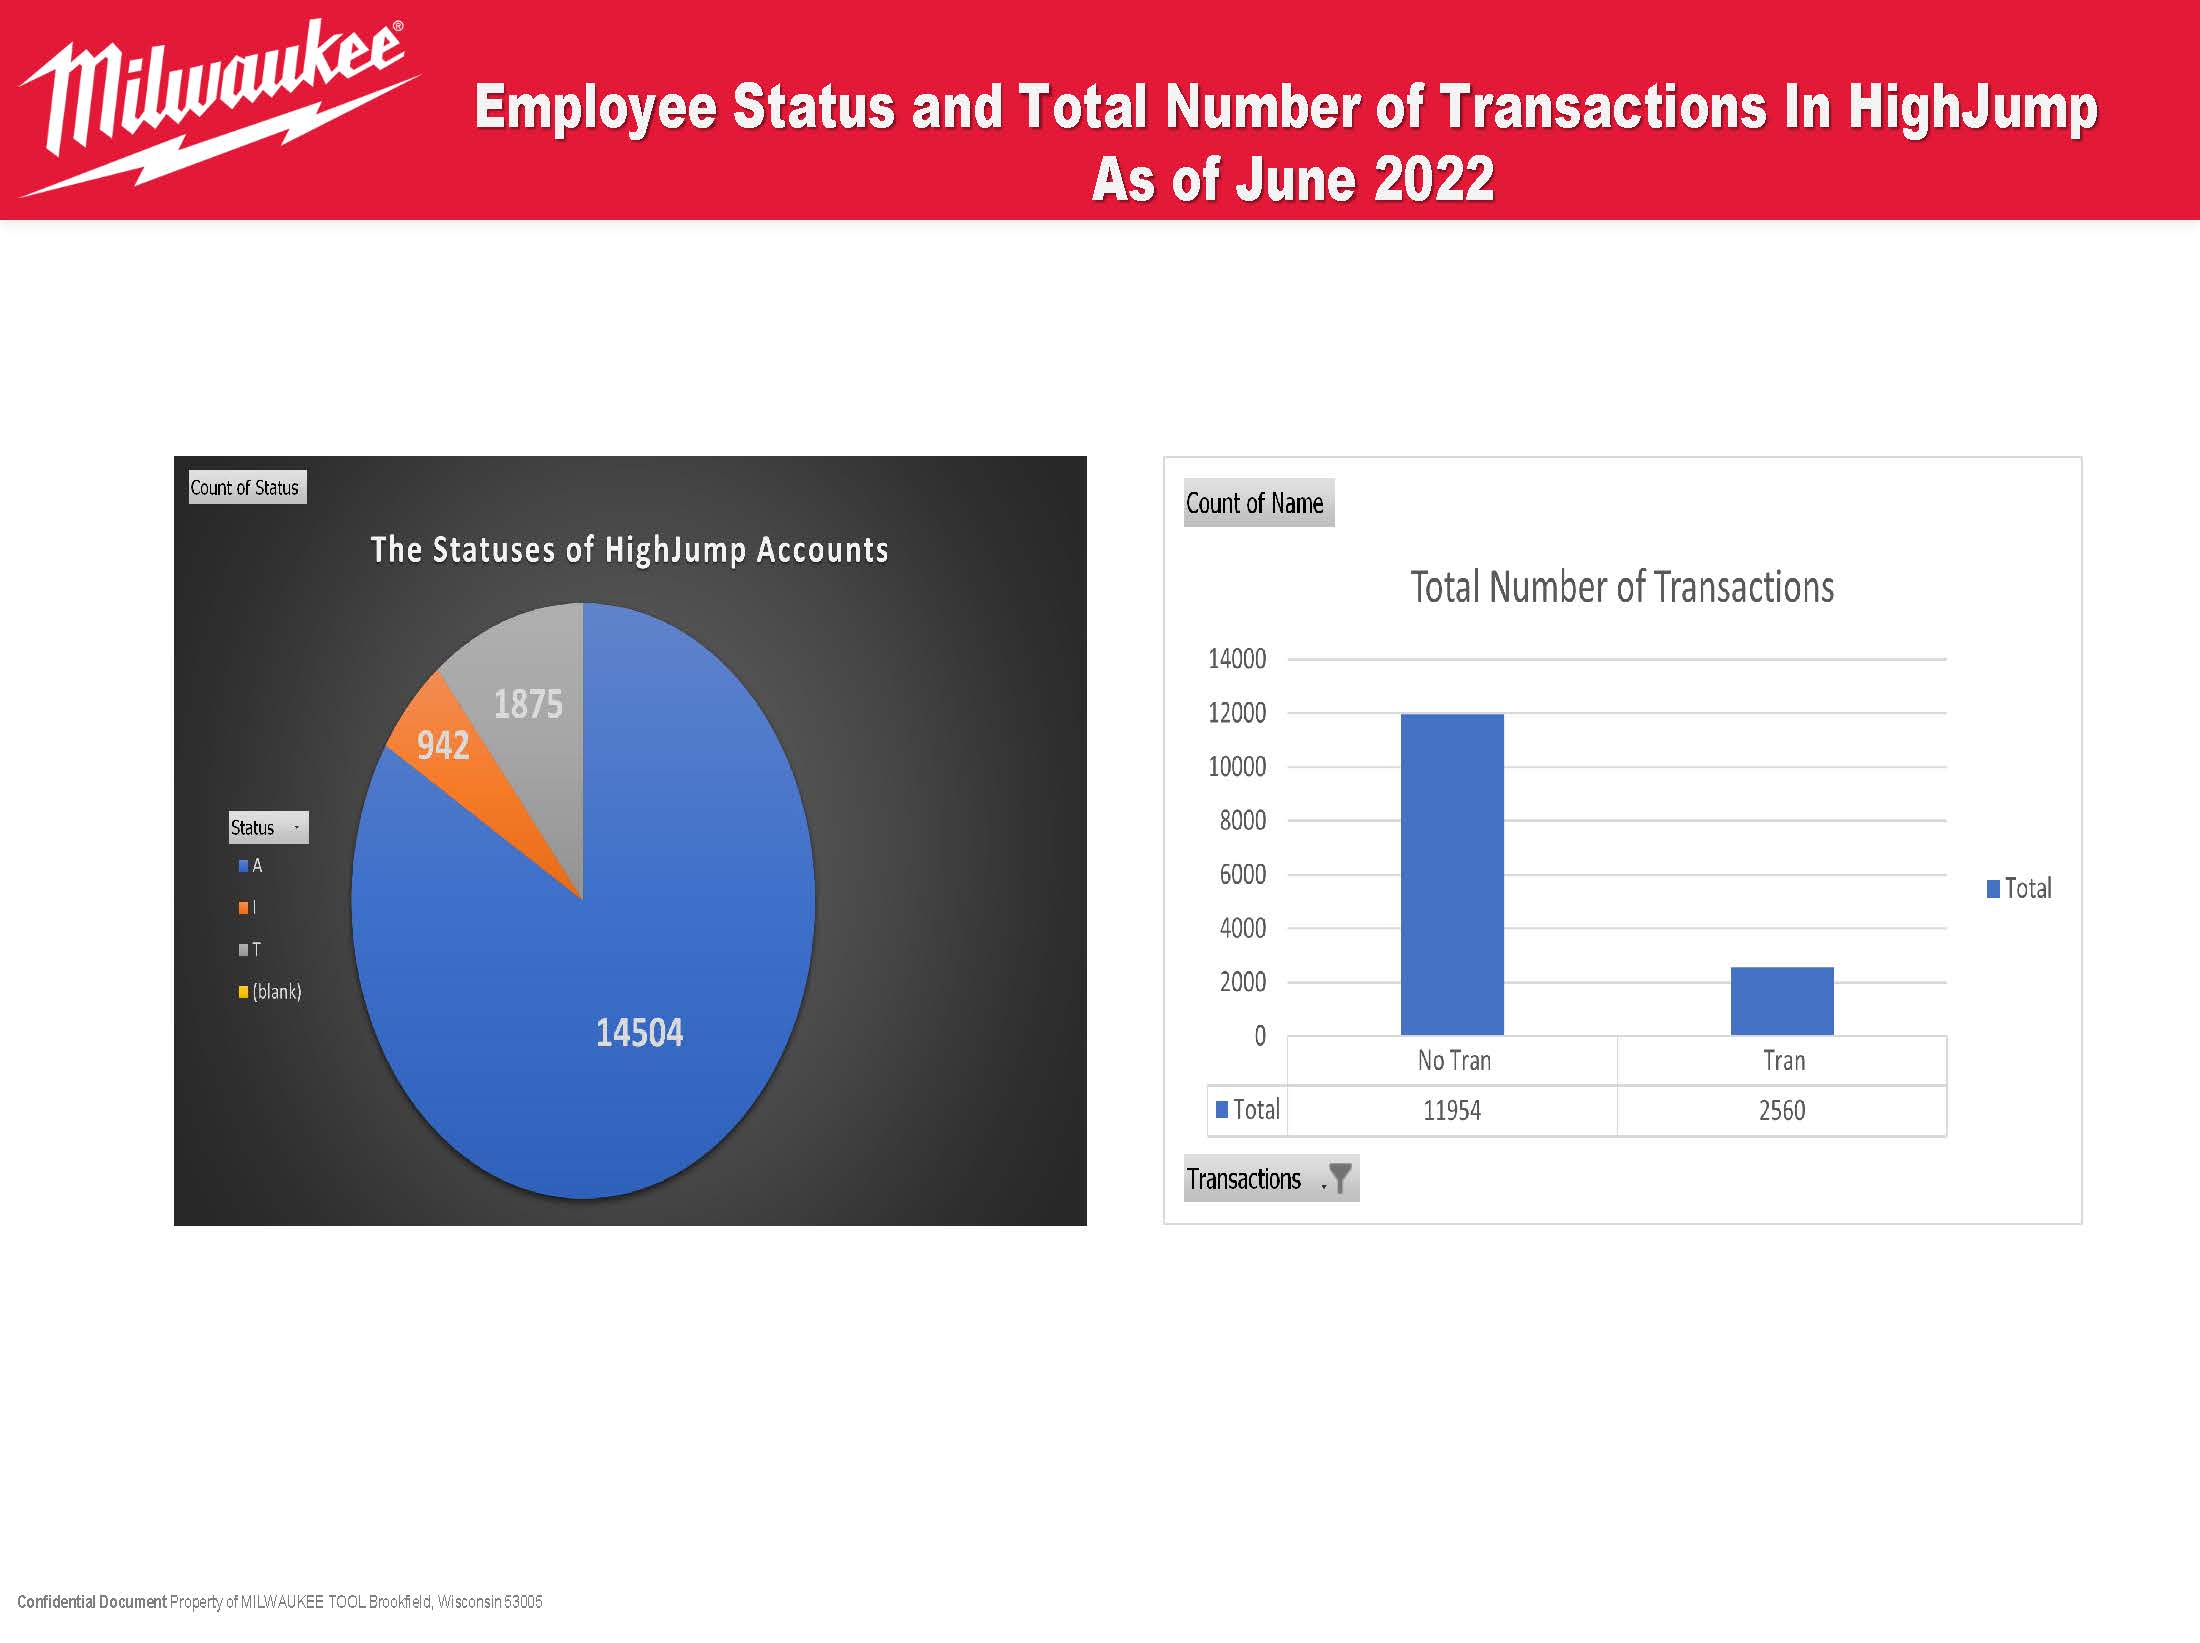 Milwaukee®
Employee Status and Total Number of Transactions In HighJump
As of June 2022
Count of Status
The Statuses of HighJump Accounts
1875
942
14504
Status
A
I
T
(blank)
Count of Name
Total Number of Transactions
14000
12000
10000
8000
6000
4000
2000
0
No Tran Tran
Total 11954 2560
Total
Transactions
Confidential Document Property of MILWAUKEE TOOL Brookfield, Wisconsin 53005